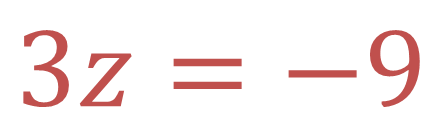 3z = −9